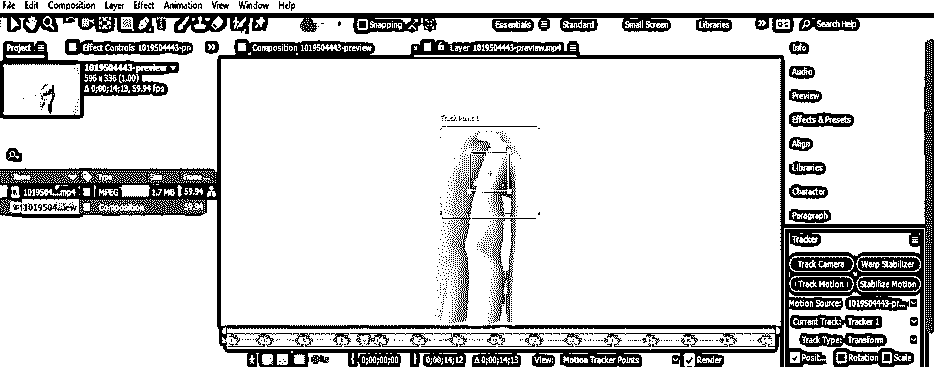 File Edit Composition Layer Effect Animation View Window Help
Snapping Essentials Standard Small Screen Libraries Search Help
Project Effect Controls 1019504443-pr Composition 1019504443-preview Layer 1019504443-preview.mp4
1019504443-preview
596 x 336 (1.00)
Δ 0;00;14;13, 59.94 fps
Type
1019504....mp4 MPEG 1.7 MB 59.94
1019504...iew Composition
Track Point 1
Info
Audio
Preview
Effects & Presets
Align
Libraries
Character
Paragraph
Tracker
Track Camera Warp Stabilizer
Track Motion Stabilize Motion
Motion Source: 1019504443-pr...
Current Track: Tracker 1
Track Type: Transform
Positi... Rotation Scale
0;00;00;00 0;00;14;12 Δ 0;00;14;13 View: Motion Tracker Points Render